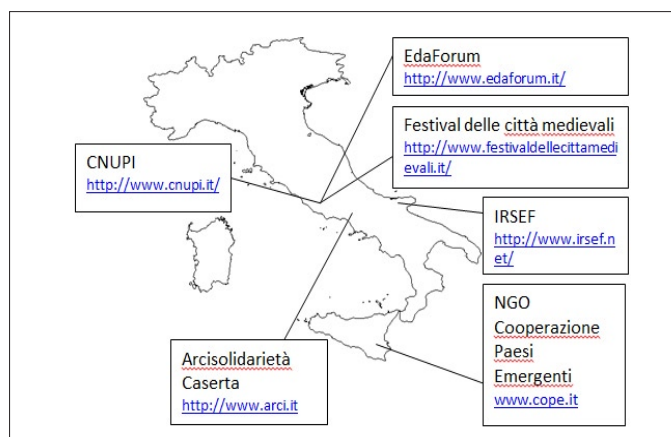 EdaForum
http://www.edaforum.it/
Festival delle città medievali
http://www.festivaldellecittamedi
evali.it/
CNUPI
http://www.cnupi.it/
IRSEF
http://www.irsef.n
et/
NGO
Cooperazione
Paesi
Emergenti
www.cope.it
Arcisolidarietà
Caserta
http://www.arci.it